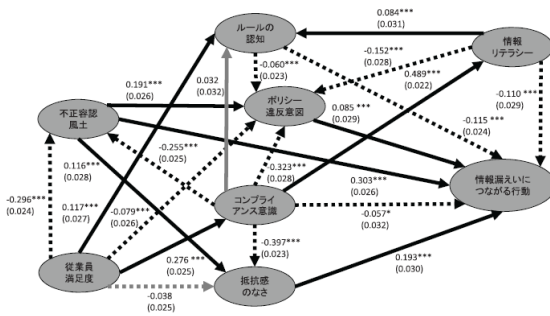 0.084***
(0.031)
ルールの
認知
情報
リテラシー
-0.152***
(0.028)
0.489***
(0.022)
-0.060***
(0.023)
0.032
(0.032)
0.191***
(0.026)
ポリシー
違反意図
0.085 ***
(0.029)
-0.110 ***
(0.029)
不正容認
風土
-0.115 ***
(0.024)
-0.255***
(0.025)
0.116***
(0.028)
-0.323***
(0.028)
0.303***
(0.026)
情報漏えいに
つながる行動
-0.296***
(0.024)
0.117***
(0.027)
-0.079***
(0.026)
コンプライ
アンス意識
-0.057*
(0.032)
-0.397***
(0.023)
従業員
満足度
0.276 ***
(0.025)
0.193***
(0.030)
-0.038
(0.025)
抵抗感
のなさ